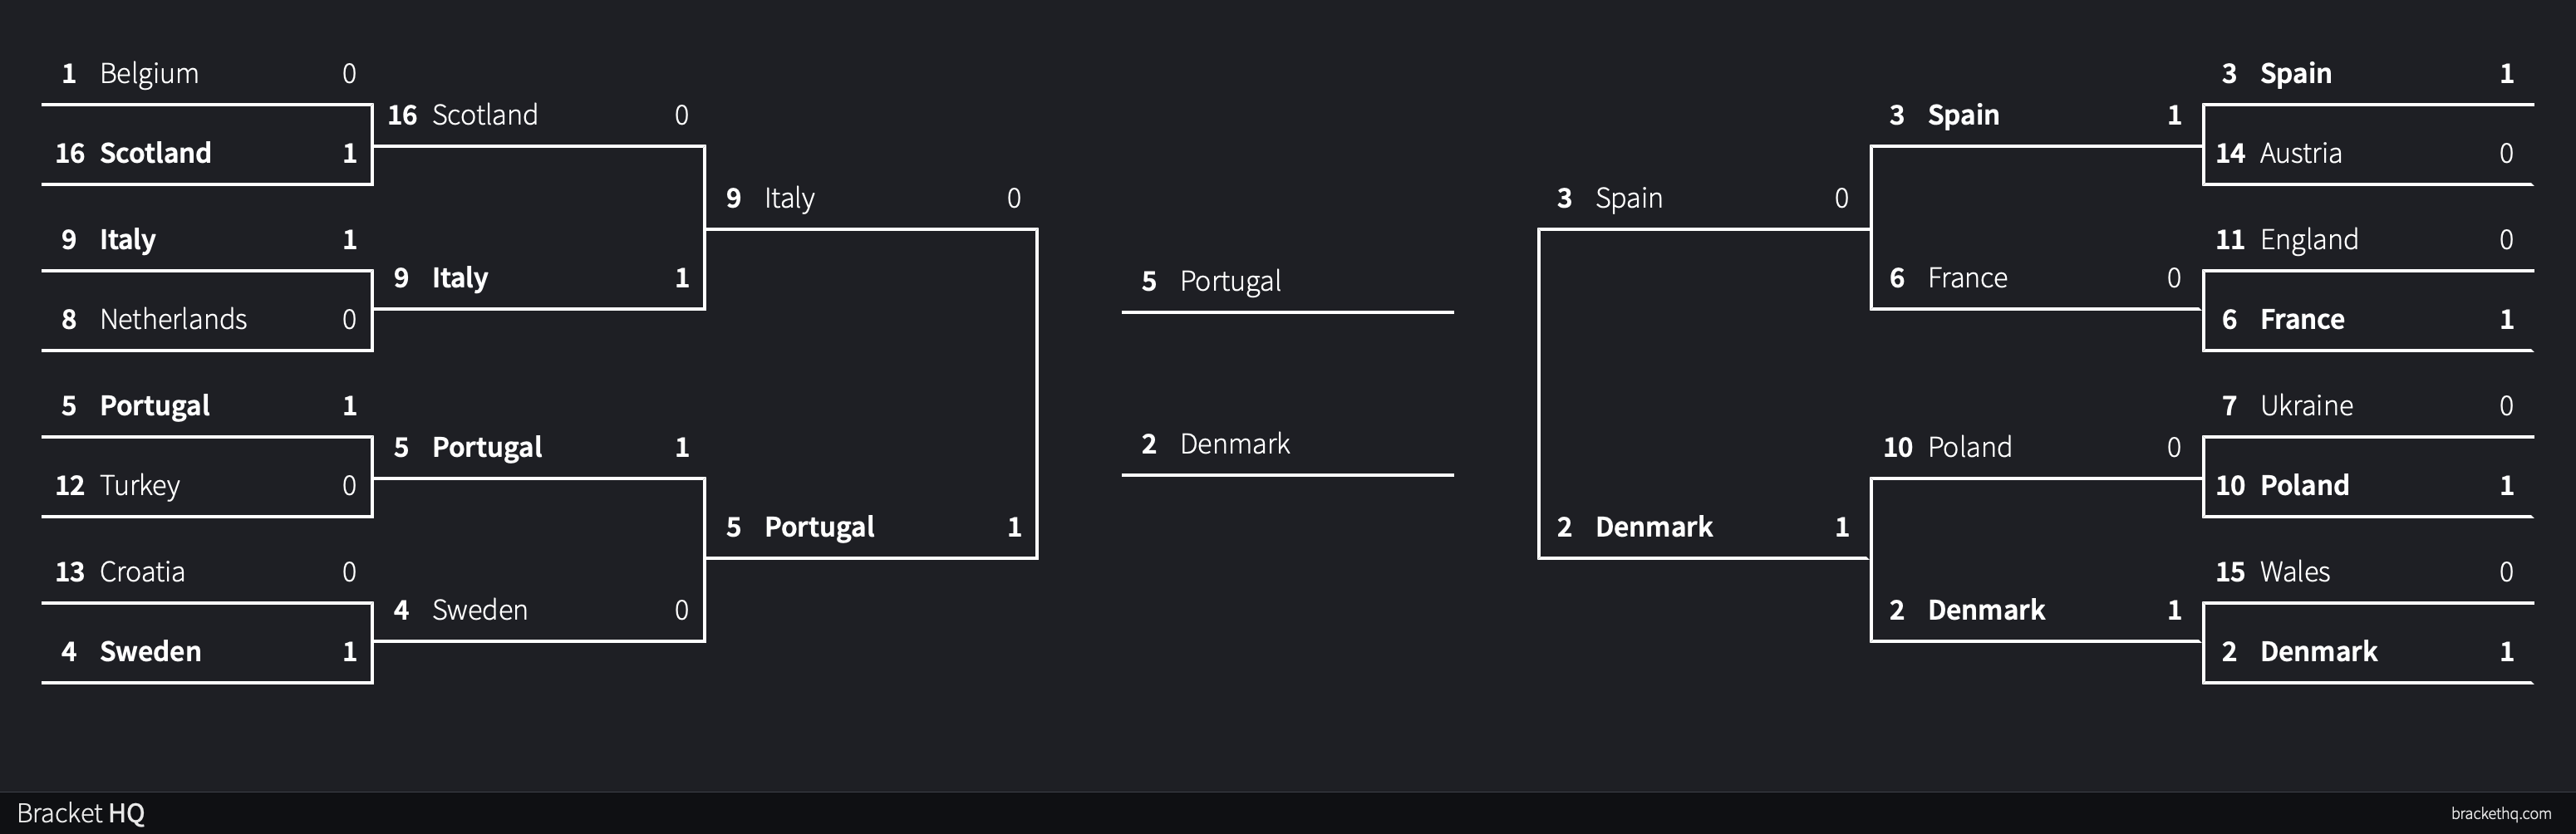 1 Belgium 0
16 Scotland 1
9 Italy 1
8 Netherlands 0
5 Portugal 1
12 Turkey 0
13 Croatia 0
4 Sweden 1
16 Scotland 0
9 Italy 1
5 Portugal 1
4 Sweden 0
9 Italy 0
5 Portugal 1
5 Portugal
2 Denmark
3 Spain 0
2 Denmark 1
3 Spain 1
6 France 0
10 Poland 0
2 Denmark 1
3 Spain 1
14 Austria 0
11 England 0
6 France 1
7 Ukraine 0
10 Poland 1
15 Wales 0
2 Denmark 1
Bracket HQ
brackethq.com